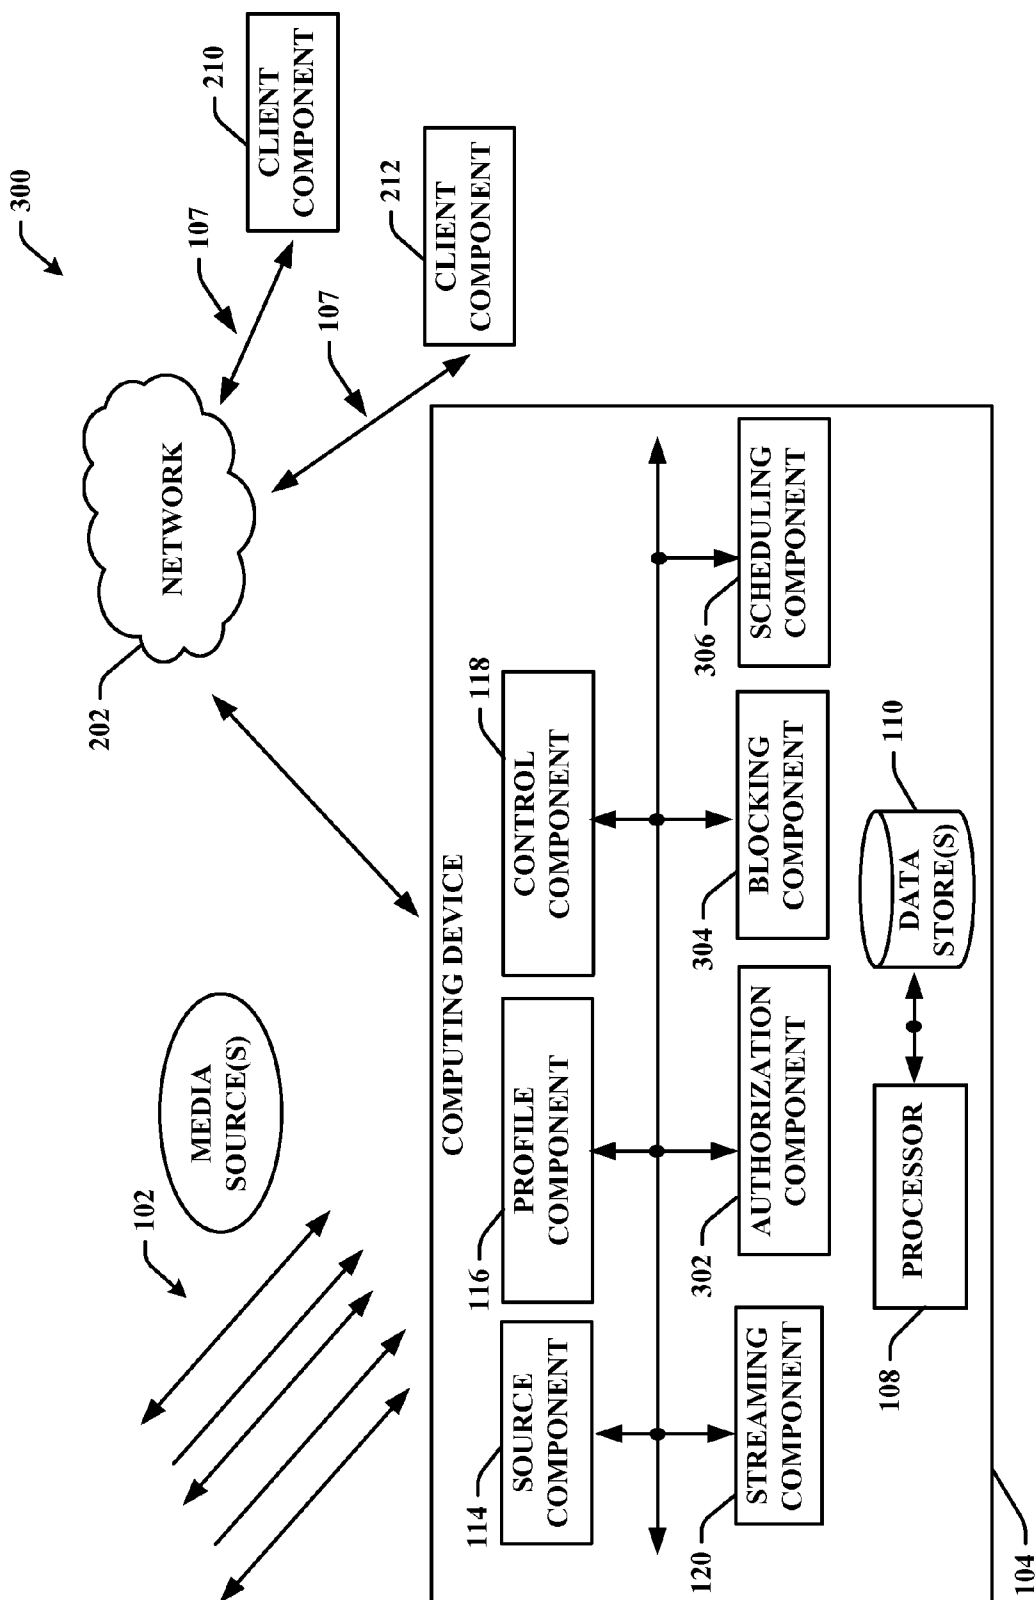 300
102
MEDIA
SOURCE(S)
202
NETWORK
107
107
210
CLIENT
COMPONENT
212
CLIENT
COMPONENT
COMPUTING DEVICE
114
SOURCE
COMPONENT
116
PROFILE
COMPONENT
118
CONTROL
COMPONENT
120
STREAMING
COMPONENT
302
AUTHORIZATION
COMPONENT
304
BLOCKING
COMPONENT
306
SCHEDULING
COMPONENT
108
PROCESSOR
110
DATA
STORE(S)
104